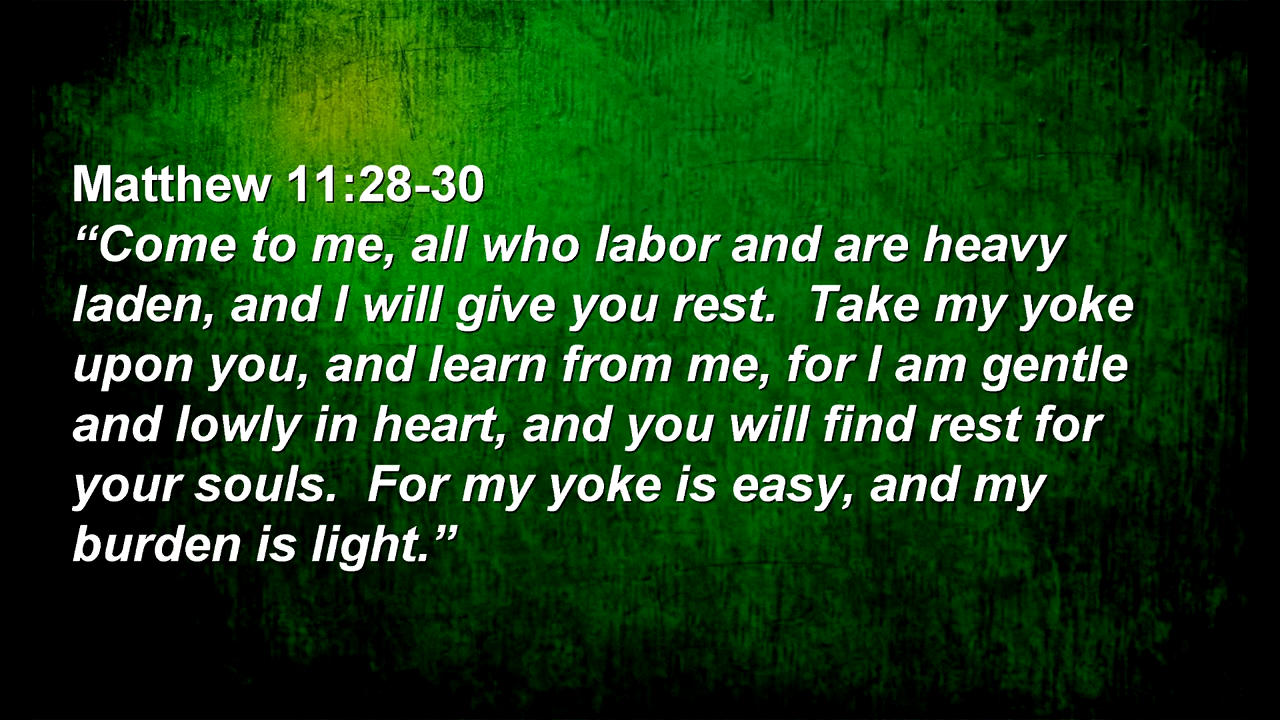 Matthew 11:28-30
“Come to me, all who labor and are heavy
laden, and I will give you rest.  Take my yoke
upon you, and learn from me, for I am gentle
and lowly in heart, and you will find rest for
your souls.  For my yoke is easy, and my
burden is light.”